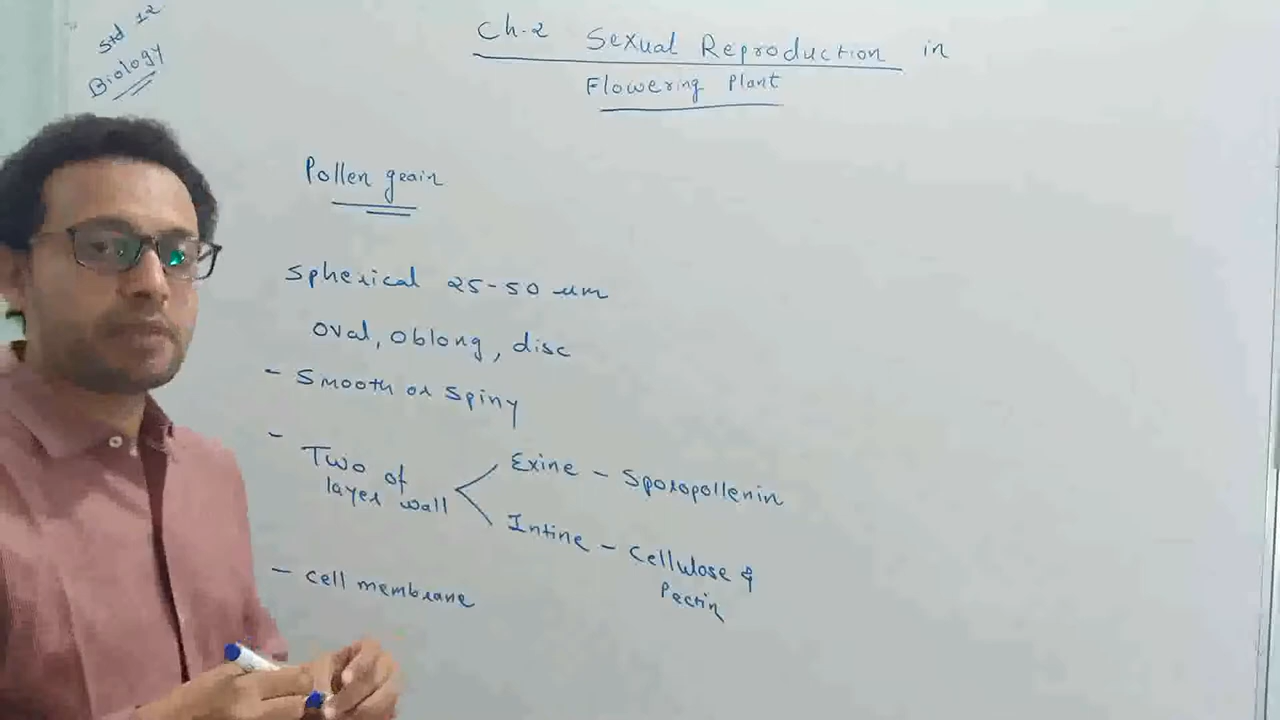 Std 12
Biology
Ch-2 Sexual Reproduction in
Flowering Plant
Pollen grain
Spherical 25-50 um
oval, oblong, disc
- Smooth or Spiny
- Two of
layer wall
Exine - Sporopollenin
Intine - Cellulose &
Pectin
- cell membrane